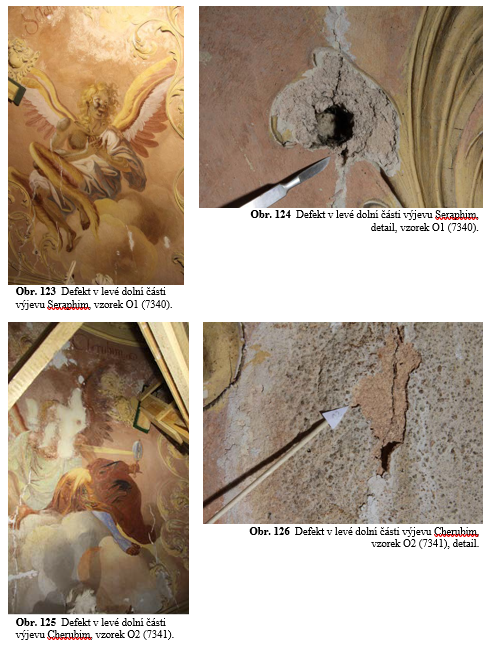 Obr. 123 Defekt v levé dolní části
výjevu Seraphim, vzorek O1 (7340).
Obr. 124 Defekt v levé dolní části výjevu Seraphim,
detail, vzorek O1 (7340).
Obr. 125 Defekt v levé dolní části
výjevu Cherubim, vzorek O2 (7341).
Obr. 126 Defekt v levé dolní části výjevu Cherubim,
vzorek O2 (7341), detail.